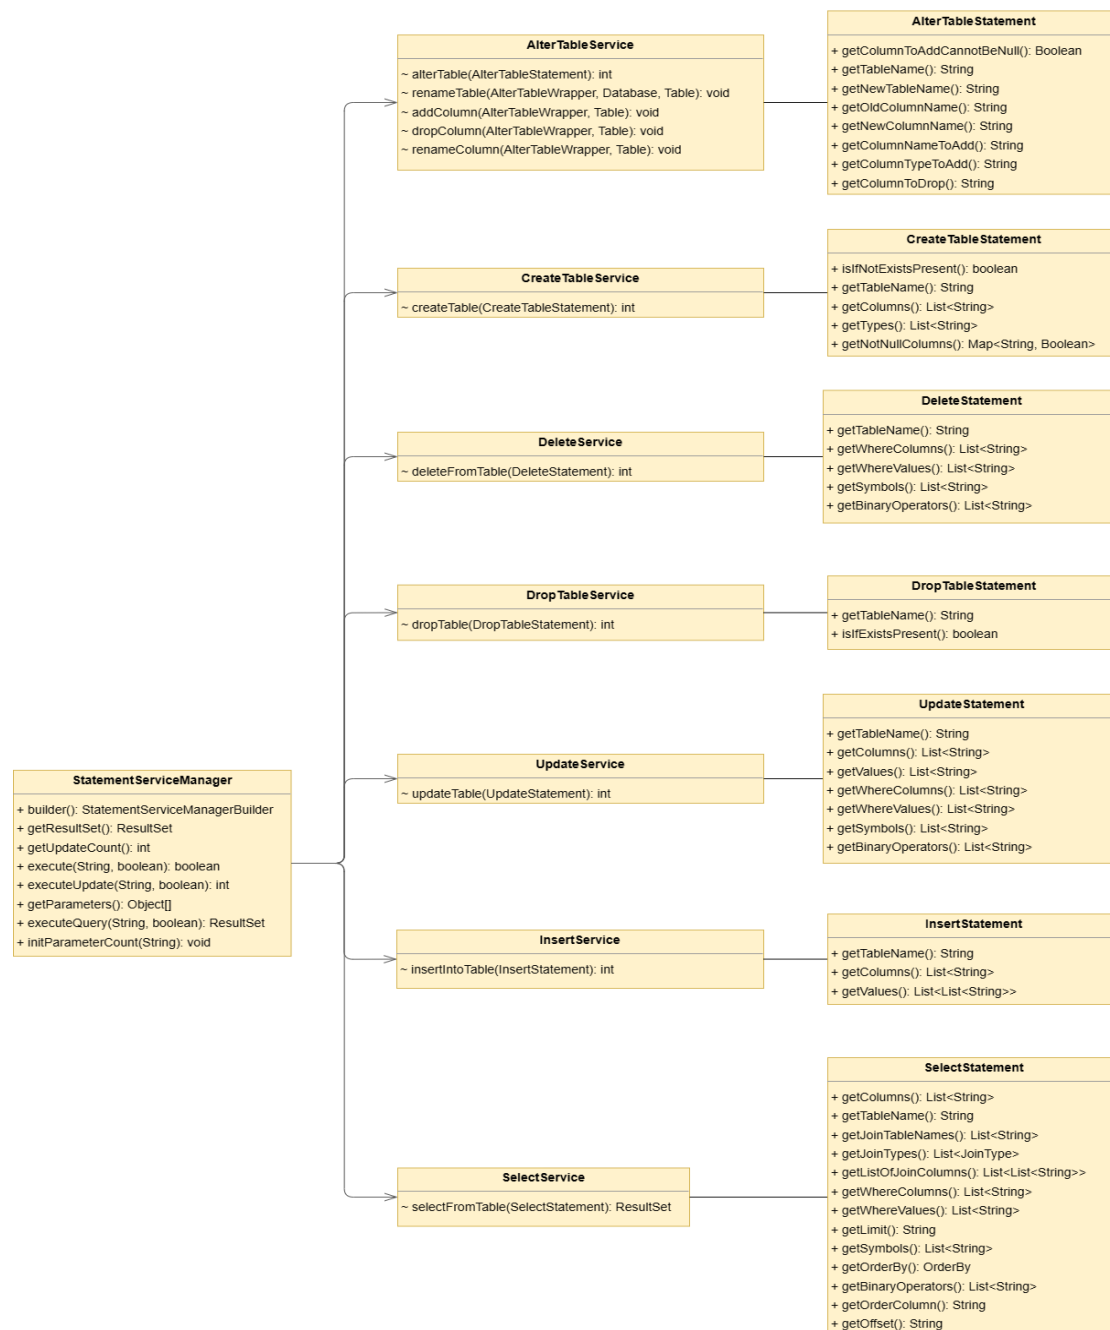 AlterTableService
~ alterTable(AlterTableStatement): int
~ renameTable(AlterTableWrapper, Database, Table): void
~ addColumn(AlterTableWrapper, Table): void
~ dropColumn(AlterTableWrapper, Table): void
~ renameColumn(AlterTableWrapper, Table): void
AlterTableStatement
+ getColumnToAddCannotBeNull(): Boolean
+ getTableName(): String
+ getNewTableName(): String
+ getOldColumnName(): String
+ getNewColumnName(): String
+ getColumnNameToAdd(): String
+ getColumnTypeToAdd(): String
+ getColumnToDrop(): String
CreateTableService
~ createTable(CreateTableStatement): int
CreateTableStatement
+ isIfNotExistsPresent(): boolean
+ getTableName(): String
+ getColumns(): List<String>
+ getTypes(): List<String>
+ getNotNullColumns(): Map<String, Boolean>
DeleteService
~ deleteFromTable(DeleteStatement): int
DeleteStatement
+ getTableName(): String
+ getWhereColumns(): List<String>
+ getWhereValues(): List<String>
+ getSymbols(): List<String>
+ getBinaryOperators(): List<String>
DropTableService
~ dropTable(DropTableStatement): int
DropTableStatement
+ getTableName(): String
+ isIfExistsPresent(): boolean
StatementServiceManager
+ builder(): StatementServiceManagerBuilder
+ getResultSet(): ResultSet
+ getUpdateCount(): int
+ execute(String, boolean): boolean
+ executeUpdate(String, boolean): int
+ getParameters(): Object[]
+ executeQuery(String, boolean): ResultSet
+ initParameterCount(String): void
UpdateService
~ updateTable(UpdateStatement): int
UpdateStatement
+ getTableName(): String
+ getColumns(): List<String>
+ getValues(): List<String>
+ getWhereColumns(): List<String>
+ getWhereValues(): List<String>
+ getSymbols(): List<String>
+ getBinaryOperators(): List<String>
InsertService
~ insertIntoTable(InsertStatement): int
InsertStatement
+ getTableName(): String
+ getColumns(): List<String>
+ getValues(): List<List<String>>
SelectService
~ selectFromTable(SelectStatement): ResultSet
SelectStatement
+ getColumns(): List<String>
+ getTableName(): String
+ getJoinTableNames(): List<String>
+ getJoinTypes(): List<JoinType>
+ getListOfJoinColumns(): List<List<String>>
+ getWhereColumns(): List<String>
+ getWhereValues(): List<String>
+ getLimit(): String
+ getSymbols(): List<String>
+ getOrderBy(): OrderBy
+ getBinaryOperators(): List<String>
+ getOrderColumn(): String
+ getOffset(): String